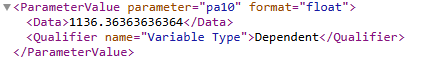 ▼<ParameterValue parameter="pa10" format="float">
<Data>1136.36363636364</Data>
<Qualifier name="Variable Type">Dependent</Qualifier>
</ParameterValue>